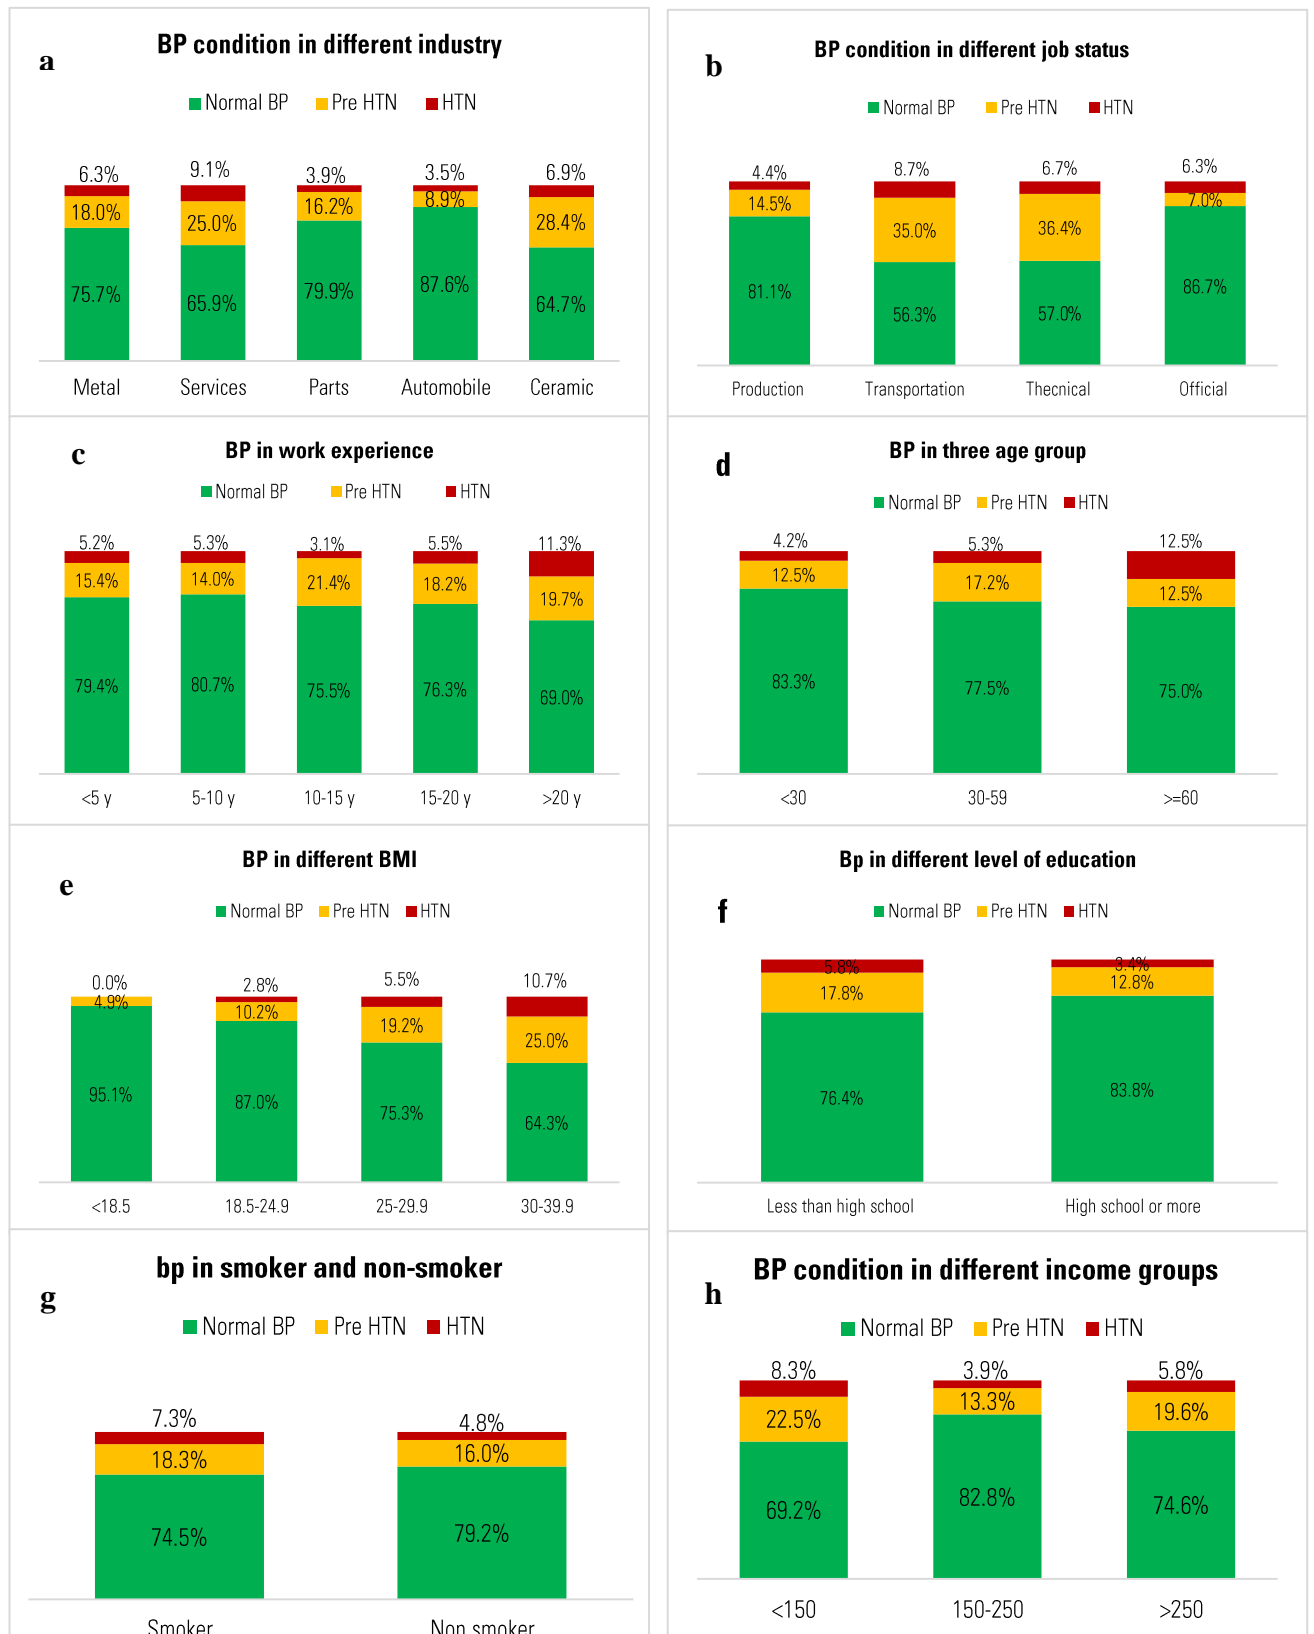 a
BP condition in different industry
Normal BP Pre HTN HTN
6.3% 9.1% 3.9% 3.5% 6.9%
18.0% 25.0% 16.2% 8.9% 28.4%
75.7% 65.9% 79.9% 87.6% 64.7%
Metal Services Parts Automobile Ceramic
b
BP condition in different job status
Normal BP Pre HTN HTN
4.4% 8.7% 6.7% 6.3%
14.5% 35.0% 36.4% 7.0%
81.1% 56.3% 57.0% 86.7%
Production Transportation Thecnical Official
c
BP in work experience
Normal BP Pre HTN HTN
5.2% 5.3% 3.1% 5.5% 11.3%
15.4% 14.0% 21.4% 18.2% 19.7%
79.4% 80.7% 75.5% 76.3% 69.0%
<5 y 5-10 y 10-15 y 15-20 y >20 y
d
BP in three age group
Normal BP Pre HTN HTN
4.2% 5.3% 12.5%
12.5% 17.2% 12.5%
83.3% 77.5% 75.0%
<30 30-59 >=60
e
BP in different BMI
Normal BP Pre HTN HTN
0.0% 2.8% 5.5% 10.7%
4.9% 10.2% 19.2% 25.0%
95.1% 87.0% 75.3% 64.3%
<18.5 18.5-24.9 25-29.9 30-39.9
f
Bp in different level of education
Normal BP Pre HTN HTN
5.8% 3.4%
17.8% 12.8%
76.4% 83.8%
Less than high school High school or more
g
bp in smoker and non-smoker
Normal BP Pre HTN HTN
7.3% 4.8%
18.3% 16.0%
74.5% 79.2%
Smoker Non smoker
h
BP condition in different income groups
Normal BP Pre HTN HTN
8.3% 3.9% 5.8%
22.5% 13.3% 19.6%
69.2% 82.8% 74.6%
<150 150-250 >250